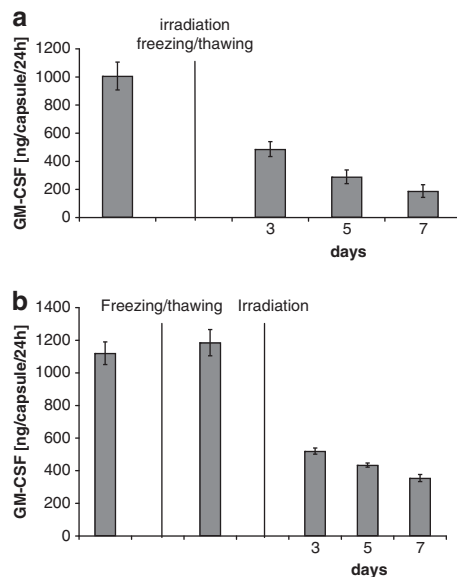 a
irradiation
freezing/thawing
GM-CSF [ng/capsule/24h]
1200
1000
800
600
400
200
0
3 5 7
days
b
Freezing/thawing Irradiation
GM-CSF [ng/capsule/24h]
1400
1200
1000
800
600
400
200
0
3 5 7
days